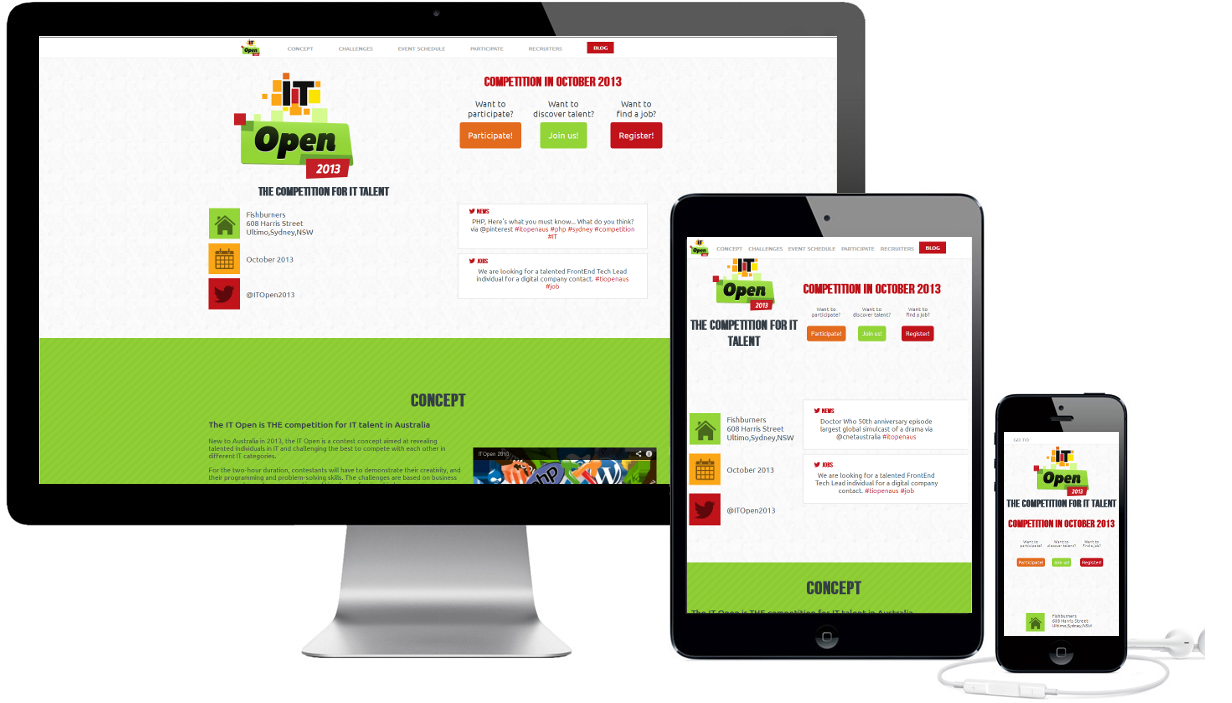 IT
Open
CONCEPT
CHALLENGES
EVENT SCHEDULE
PARTICIPATE
RECRUITERS
BLOG
IT
Open
2013
THE COMPETITION FOR IT TALENT
COMPETITION IN OCTOBER 2013
Want to
participate?
Participate!
Want to
discover talent?
Join us!
Want to
find a job?
Register!
Fishburners
608 Harris Street
Ultimo,Sydney,NSW
October 2013
@ITOpen2013
NEWS
PHP, Here's what you must know... What do you think?
via @pinterest #itopenaus #php #sydney #competition
#IT
JOBS
We are looking for a talented FrontEnd Tech Lead
individual for a digital company contact. #tiopenaus
#job
CONCEPT
The IT Open is THE competition for IT talent in Australia
New to Australia in 2013, the IT Open is a contest concept aimed at revealing
talented individuals in IT and challenging the best to compete with each other in
different IT categories.
For the two-hour duration, contestants will have to demonstrate their creativity, and
their programming and problem-solving skills. The challenges are based on business
IT Open 2010
php
IT
Open
CONCEPT
CHALLENGES
EVENT SCHEDULE
PARTICIPATE
RECRUITERS
BLOG
IT
Open
2013
THE COMPETITION FOR IT
TALENT
COMPETITION IN OCTOBER 2013
Want to
participate?
Participate!
Want to
discover talent?
Join us!
Want to
find a job?
Register!
Fishburners
608 Harris Street
Ultimo,Sydney,NSW
October 2013
@ITOpen2013
NEWS
Doctor Who 50th anniversary episode
largest global simulcast of a drama via
@cnetaustralia #itopenaus
JOBS
We are looking for a talented FrontEnd
Tech Lead individual for a digital company
contact. #tiopenaus #job
CONCEPT
The IT Open is THE competition for IT talent in Australia
GO TO
IT
Open
2013
THE COMPETITION FOR IT TALENT
COMPETITION IN OCTOBER 2013
Want to
participate?
Participate!
Want to
discover talent?
Join us!
Want to
find a job?
Register!
Fishburners
608 Harris Street
Ultimo,Sydney,NSW